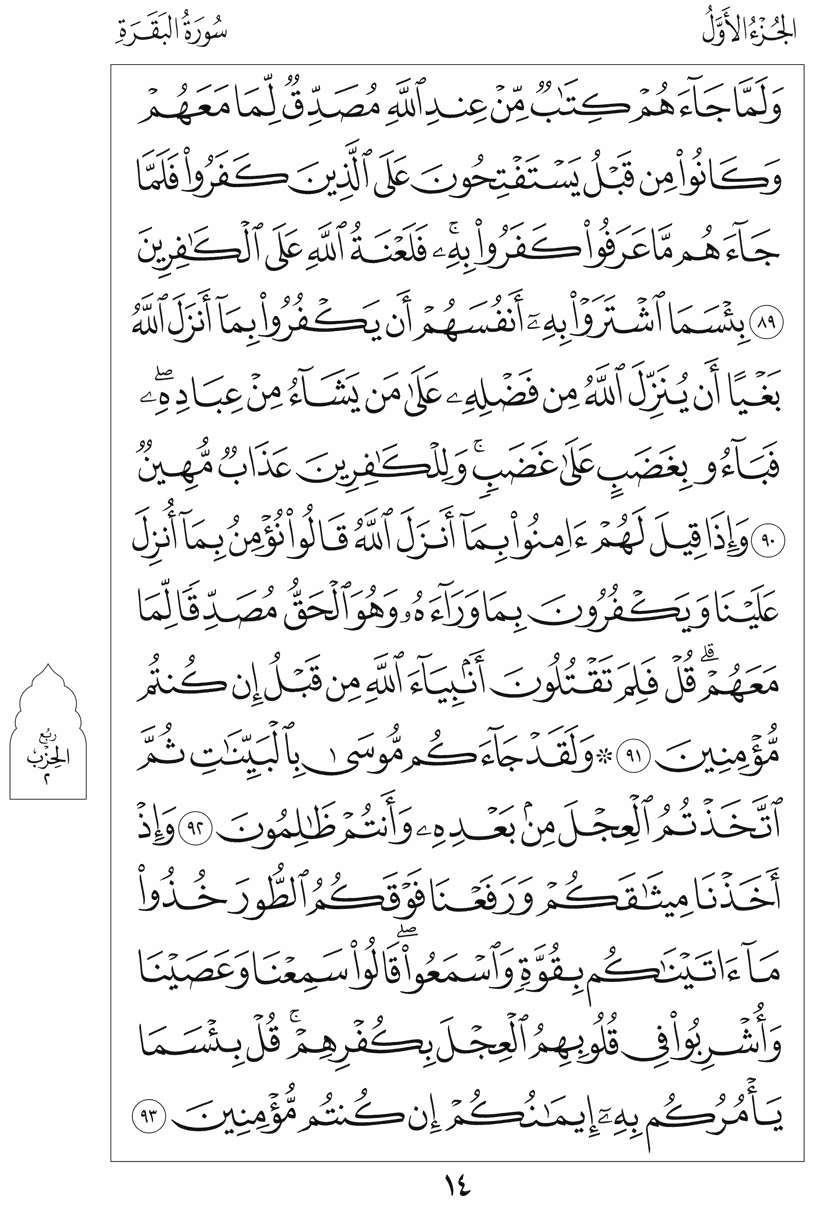 الجُزْءُ الأَوَّلُ
سُورَةُ البَقَرَةِ
وَلَمَّا جَآءَهُمْ كِتَٰبٌ مِّنْ عِندِ ٱللَّهِ مُصَدِّقٌ لِّمَا مَعَهُمْ
وَكَانُوا۟ مِن قَبْلُ يَسْتَفْتِحُونَ عَلَى ٱلَّذِينَ كَفَرُوا۟ فَلَمَّا
جَآءَهُم مَّا عَرَفُوا۟ كَفَرُوا۟ بِهِۦ ۚ فَلَعْنَةُ ٱللَّهِ عَلَى ٱلْكَٰفِرِينَ
٨٩ بِئْسَمَا ٱشْتَرَوْا۟ بِهِۦٓ أَنفُسَهُمْ أَن يَكْفُرُوا۟ بِمَآ أَنزَلَ ٱللَّهُ
بَغْيًا أَن يُنَزِّلَ ٱللَّهُ مِن فَضْلِهِۦ عَلَىٰ مَن يَشَآءُ مِنْ عِبَادِهِۦ ۖ
فَبَآءُو بِغَضَبٍ عَلَىٰ غَضَبٍ ۚ وَلِلْكَٰفِرِينَ عَذَابٌ مُّهِينٌ
٩٠ وَإِذَا قِيلَ لَهُمْ ءَامِنُوا۟ بِمَآ أَنزَلَ ٱللَّهُ قَالُوا۟ نُؤْمِنُ بِمَآ أُنزِلَ
عَلَيْنَا وَيَكْفُرُونَ بِمَا وَرَآءَهُۥ وَهُوَ ٱلْحَقُّ مُصَدِّقًا لِّمَا
مَعَهُمْ ۗ قُلْ فَلِمَ تَقْتُلُونَ أَنۢبِيَآءَ ٱللَّهِ مِن قَبْلُ إِن كُنتُم
مُّؤْمِنِينَ ٩١ ۞ وَلَقَدْ جَآءَكُم مُّوسَىٰ بِٱلْبَيِّنَٰتِ ثُمَّ
ٱتَّخَذْتُمُ ٱلْعِجْلَ مِنۢ بَعْدِهِۦ وَأَنتُمْ ظَٰلِمُونَ ٩٢ وَإِذْ
أَخَذْنَا مِيثَٰقَكُمْ وَرَفَعْنَا فَوْقَكُمُ ٱلطُّورَ خُذُوا۟
مَآ ءَاتَيْنَٰكُم بِقُوَّةٍ وَٱسْمَعُوا۟ ۖ قَالُوا۟ سَمِعْنَا وَعَصَيْنَا
وَأُشْرِبُوا۟ فِى قُلُوبِهِمُ ٱلْعِجْلَ بِكُفْرِهِمْ ۚ قُلْ بِئْسَمَا
يَأْمُرُكُم بِهِۦٓ إِيمَٰنُكُمْ إِن كُنتُم مُّؤْمِنِينَ ٩٣
رُبع
الحِزْب
٢
١٤